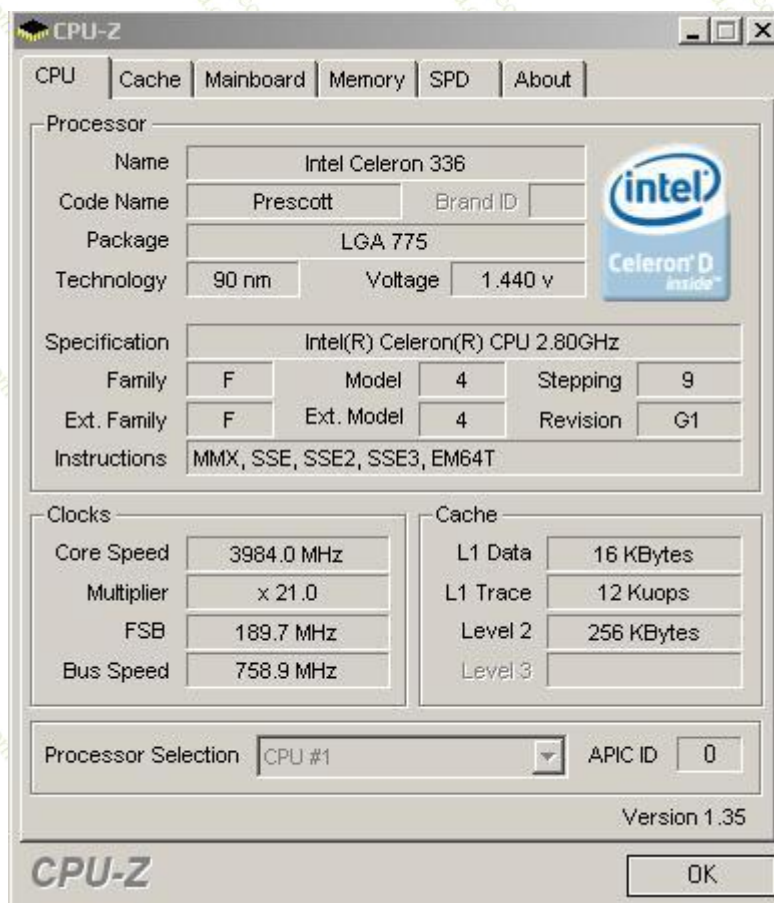 CPU-Z
CPU Cache Mainboard Memory SPD About
Processor
Name Intel Celeron 336
Code Name Prescott Brand ID
Package LGA 775
Technology 90 nm Voltage 1.440 v
intel
Celeron D
inside™
Specification Intel(R) Celeron(R) CPU 2.80GHz
Family F Model 4 Stepping 9
Ext. Family F Ext. Model 4 Revision G1
Instructions MMX, SSE, SSE2, SSE3, EM64T
Clocks
Core Speed 3984.0 MHz
Multiplier x 21.0
FSB 189.7 MHz
Bus Speed 758.9 MHz
Cache
L1 Data 16 KBytes
L1 Trace 12 Kuops
Level 2 256 KBytes
Level 3
Processor Selection CPU #1 APIC ID 0
Version 1.35
CPU-Z OK